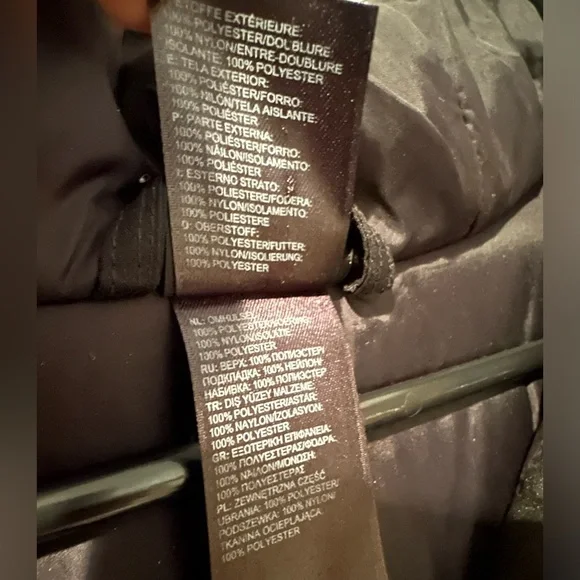 ÉTOFFE EXTÉRIEURE:
100% POLYESTER/DOUBLURE:
100% NYLON/ENTRE-DOUBLURE
ISOLANTE: 100% POLYESTER
E: TELA EXTERIOR:
100% POLIÉSTER/FORRO:
100% NILÓN/TELA AISLANTE:
100% POLIÉSTER
P: PARTE EXTERNA:
100% POLIÉSTER/FORRO:
100% NÁILON/ISOLAMENTO:
100% POLIÉSTER
I: ESTERNO STRATO:
100% POLIESTERE/FODERA:
100% NYLON/ISOLAMENTO:
100% POLIESTERE
D: OBERSTOFF:
100% POLYESTER/FUTTER:
100% NYLON/ISOLIERUNG:
100% POLYESTER
NL: OMHULSEL:
100% POLYESTER/VOERING:
100% NYLON/ISOLATIE:
100% POLYESTER
RU: ВЕРХ: 100% ПОЛИЭСТЕР/
ПОДКЛАДКА: 100% НЕЙЛОН/
НАБИВКА: 100% ПОЛИЭСТЕР
TR: DIŞ YÜZEY MALZEME:
100% POLYESTER/ASTAR:
100% NAYLON/İZOLASYON:
100% POLYESTER
GR: ΕΞΩΤΕΡΙΚΗ ΕΠΙΦΑΝΕΙΑ:
100% ΠΟΛΥΕΣΤΕΡΑΣ/ΦΟΔΡΑ:
100% ΝΑΪΛΟΝ/ΜΟΝΩΣΗ:
100% ΠΟΛΥΕΣΤΕΡΑΣ
PL: ZEWNĘTRZNA CZĘŚĆ
UBRANIA: 100% POLYESTER/
PODSZEWKA: 100% NYLON/
TKANINA OCIEPLAJĄCA:
100% POLYESTER